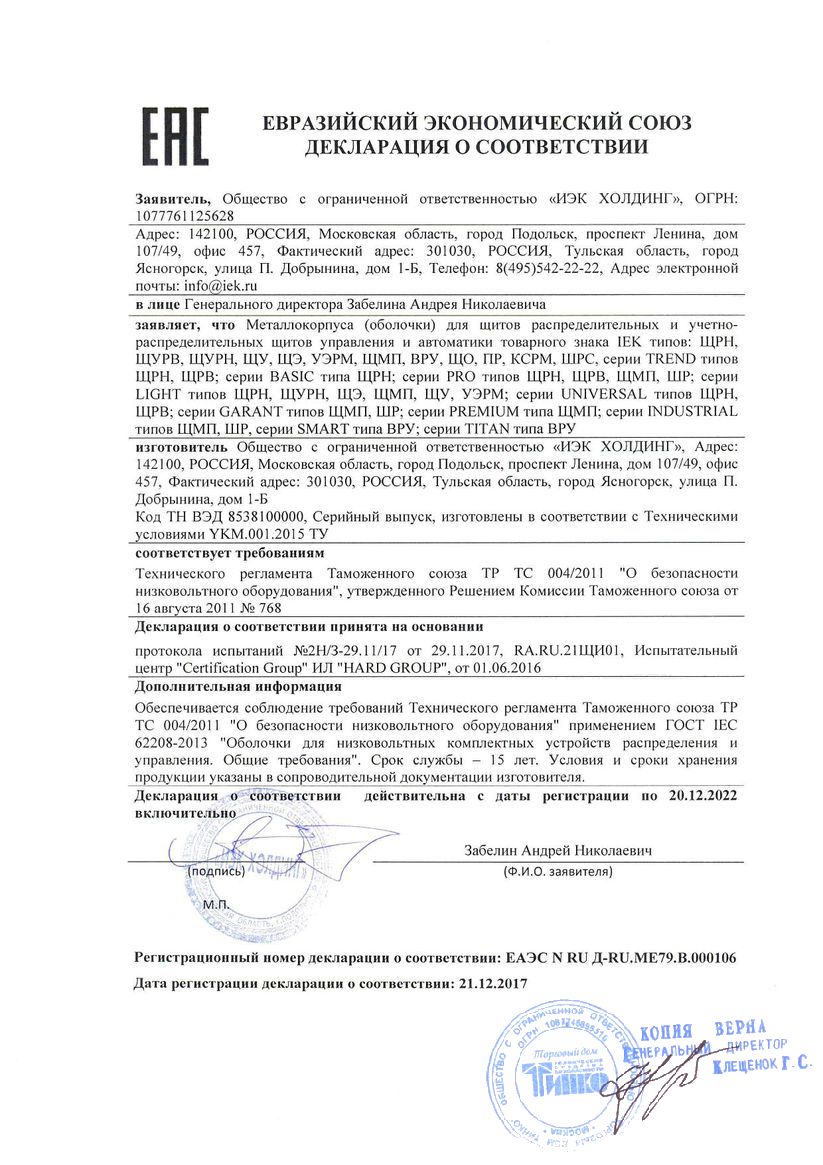 ЕАС
ЕВРАЗИЙСКИЙ ЭКОНОМИЧЕСКИЙ СОЮЗ
ДЕКЛАРАЦИЯ О СООТВЕТСТВИИ
Заявитель, Общество с ограниченной ответственностью «ИЭК ХОЛДИНГ», ОГРН:
1077761125628
Адрес: 142100, РОССИЯ, Московская область, город Подольск, проспект Ленина, дом
107/49, офис 457, Фактический адрес: 301030, РОССИЯ, Тульская область, город
Ясногорск, улица П. Добрынина, дом 1-Б, Телефон: 8(495)542-22-22, Адрес электронной
почты: info@iek.ru
в лице Генерального директора Забелина Андрея Николаевича
заявляет, что Металлокорпуса (оболочки) для щитов распределительных и учетно-
распределительных щитов управления и автоматики товарного знака IEK типов: ЩРН,
ЩУРВ, ЩУРН, ЩУ, ЩЭ, УЭРМ, ЩМП, ВРУ, ЩО, ПР, КСРМ, ШРС, серии TREND типов
ЩРН, ЩРВ; серии BASIC типа ЩРН; серии PRO типов ЩРН, ЩРВ, ЩМП, ШР; серии
LIGHT типов ЩРН, ЩУРН, ЩЭ, ЩМП, ЩУ, УЭРМ; серии UNIVERSAL типов ЩРН,
ЩРВ; серии GARANT типов ЩМП, ШР; серии PREMIUM типа ЩМП; серии INDUSTRIAL
типов ЩМП, ШР, серии SMART типа ВРУ; серии TITAN типа ВРУ
изготовитель Общество с ограниченной ответственностью «ИЭК ХОЛДИНГ», Адрес:
142100, РОССИЯ, Московская область, город Подольск, проспект Ленина, дом 107/49, офис
457, Фактический адрес: 301030, РОССИЯ, Тульская область, город Ясногорск, улица П.
Добрынина, дом 1-Б
Код ТН ВЭД 8538100000, Серийный выпуск, изготовлены в соответствии с Техническими
условиями YKM.001.2015 ТУ
соответствует требованиям
Технического регламента Таможенного союза ТР ТС 004/2011 "О безопасности
низковольтного оборудования", утвержденного Решением Комиссии Таможенного союза от
16 августа 2011 № 768
Декларация о соответствии принята на основании
протокола испытаний №2Н/З-29.11/17 от 29.11.2017, RA.RU.21ЩИ01, Испытательный
центр "Certification Group" ИЛ "HARD GROUP", от 01.06.2016
Дополнительная информация
Обеспечивается соблюдение требований Технического регламента Таможенного союза ТР
ТС 004/2011 "О безопасности низковольтного оборудования" применением ГОСТ IEC
62208-2013 "Оболочки для низковольтных комплектных устройств распределения и
управления. Общие требования". Срок службы – 15 лет. Условия и сроки хранения
продукции указаны в сопроводительной документации изготовителя.
Декларация о соответствии действительна с даты регистрации по 20.12.2022
включительно
Забелин Андрей Николаевич
(подпись) (Ф.И.О. заявителя)
«ИЭК ХОЛДИНГ»
М.П.
Регистрационный номер декларации о соответствии: ЕАЭС N RU Д-RU.ME79.B.000106
Дата регистрации декларации о соответствии: 21.12.2017
КОПИЯ ВЕРНА
ГЕНЕРАЛЬНЫЙ ДИРЕКТОР
КЛЕЩЕНОК Г.С.
ОБЩЕСТВО С ОГРАНИЧЕННОЙ ОТВЕТСТВЕННОСТЬЮ
Торговый дом
ТИНКО
МОСКВА